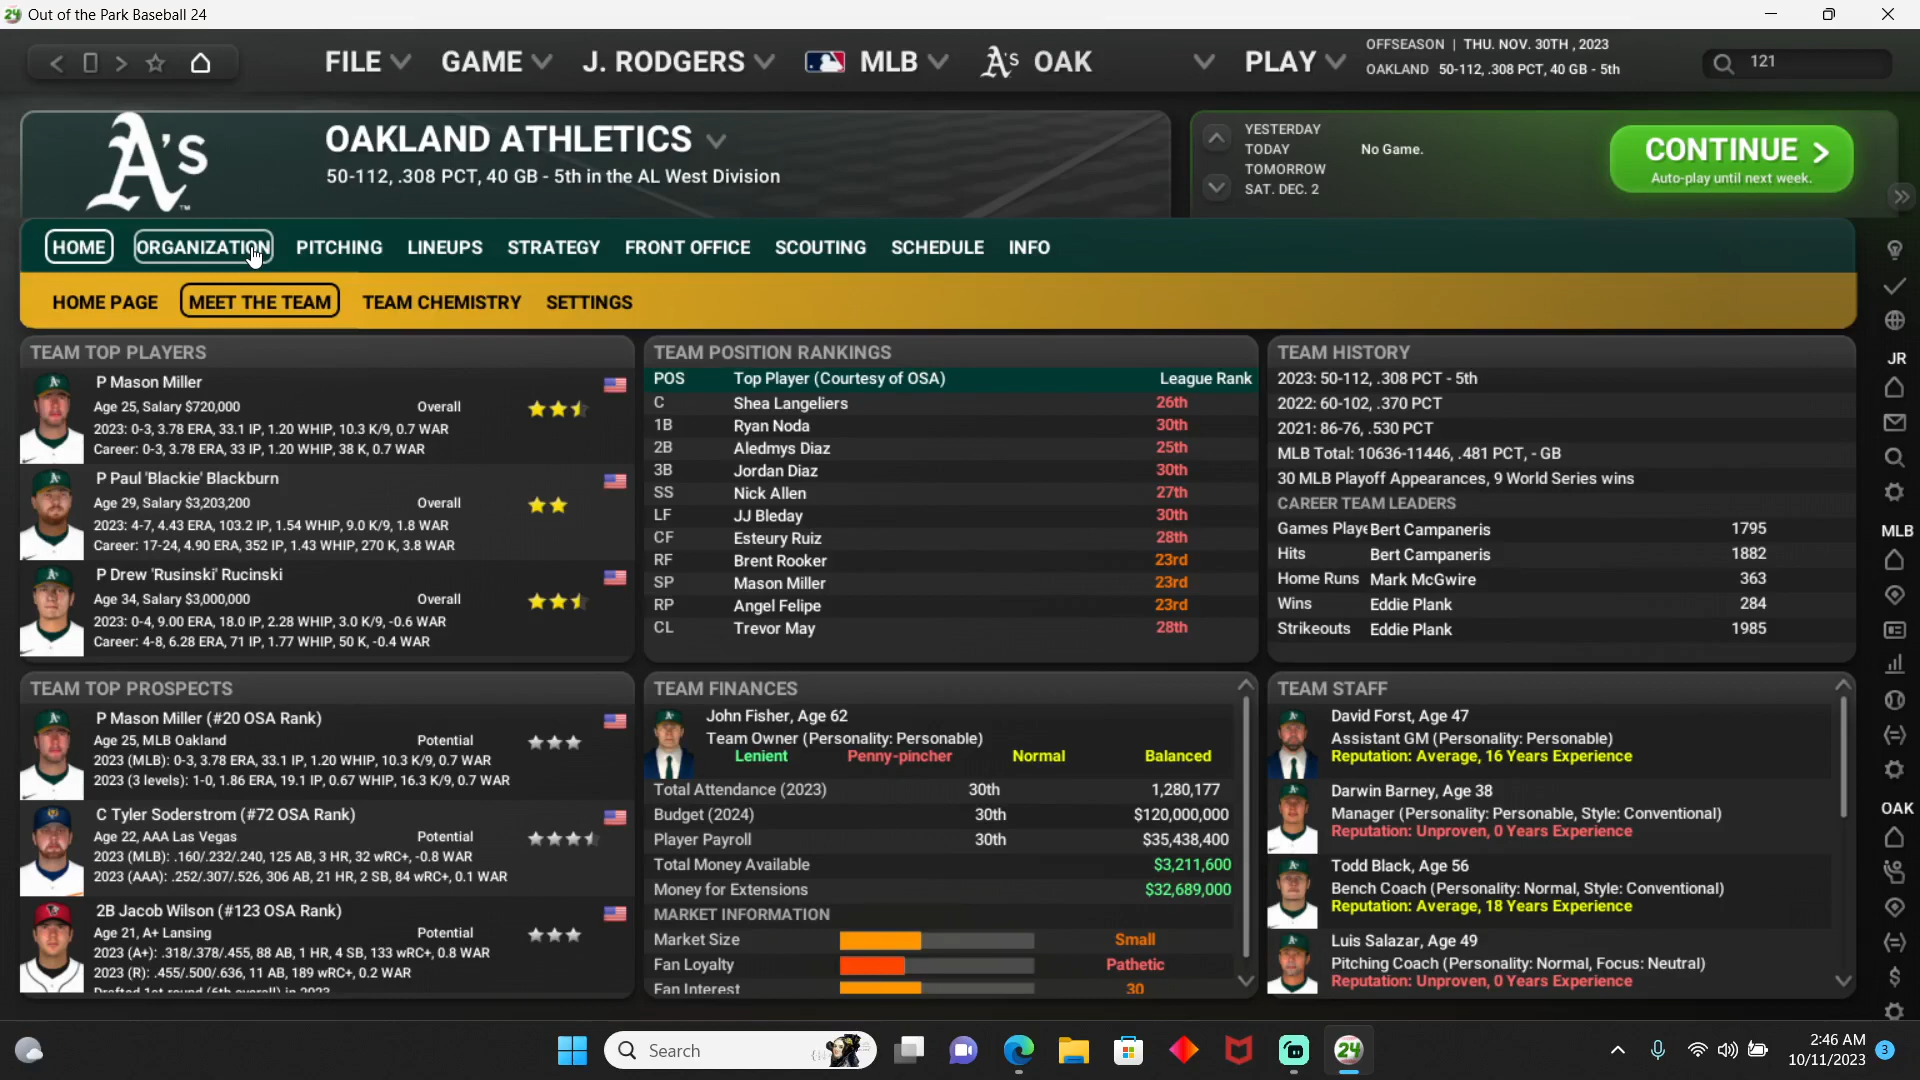 Out of the Park Baseball 24
FILE GAME J. RODGERS MLB OAK PLAY
OFFSEASON | THU. NOV. 30TH , 2023
OAKLAND 50-112, .308 PCT, 40 GB - 5th
121
OAKLAND ATHLETICS
50-112, .308 PCT, 40 GB - 5th in the AL West Division
YESTERDAY
TODAY No Game.
TOMORROW
SAT. DEC. 2
CONTINUE
Auto-play until next week.
HOME ORGANIZATION PITCHING LINEUPS STRATEGY FRONT OFFICE SCOUTING SCHEDULE INFO
HOME PAGE MEET THE TEAM TEAM CHEMISTRY SETTINGS
TEAM TOP PLAYERS
P Mason Miller
Age 25, Salary $720,000 Overall
2023: 0-3, 3.78 ERA, 33.1 IP, 1.20 WHIP, 10.3 K/9, 0.7 WAR
Career: 0-3, 3.78 ERA, 33 IP, 1.20 WHIP, 38 K, 0.7 WAR
P Paul 'Blackie' Blackburn
Age 29, Salary $3,203,200 Overall
2023: 4-7, 4.43 ERA, 103.2 IP, 1.54 WHIP, 9.0 K/9, 1.8 WAR
Career: 17-24, 4.90 ERA, 352 IP, 1.43 WHIP, 270 K, 3.8 WAR
P Drew 'Rusinski' Rucinski
Age 34, Salary $3,000,000 Overall
2023: 0-4, 9.00 ERA, 18.0 IP, 2.28 WHIP, 3.0 K/9, -0.6 WAR
Career: 4-8, 6.28 ERA, 71 IP, 1.77 WHIP, 50 K, -0.4 WAR
TEAM POSITION RANKINGS
POS Top Player (Courtesy of OSA) League Rank
C Shea Langeliers 26th
1B Ryan Noda 30th
2B Aledmys Diaz 25th
3B Jordan Diaz 30th
SS Nick Allen 27th
LF JJ Bleday 30th
CF Esteury Ruiz 28th
RF Brent Rooker 23rd
SP Mason Miller 23rd
RP Angel Felipe 23rd
CL Trevor May 28th
TEAM HISTORY
2023: 50-112, .308 PCT - 5th
2022: 60-102, .370 PCT
2021: 86-76, .530 PCT
MLB Total: 10636-11446, .481 PCT, - GB
30 MLB Playoff Appearances, 9 World Series wins
CAREER TEAM LEADERS
Games Playe Bert Campaneris 1795
Hits Bert Campaneris 1882
Home Runs Mark McGwire 363
Wins Eddie Plank 284
Strikeouts Eddie Plank 1985
TEAM TOP PROSPECTS
P Mason Miller (#20 OSA Rank)
Age 25, MLB Oakland Potential
2023 (MLB): 0-3, 3.78 ERA, 33.1 IP, 1.20 WHIP, 10.3 K/9, 0.7 WAR
2023 (3 levels): 1-0, 1.86 ERA, 19.1 IP, 0.67 WHIP, 16.3 K/9, 0.7 WAR
C Tyler Soderstrom (#72 OSA Rank)
Age 22, AAA Las Vegas Potential
2023 (MLB): .160/.232/.240, 125 AB, 3 HR, 32 wRC+, -0.8 WAR
2023 (AAA): .252/.307/.526, 306 AB, 21 HR, 2 SB, 84 wRC+, 0.1 WAR
2B Jacob Wilson (#123 OSA Rank)
Age 21, A+ Lansing Potential
2023 (A+): .318/.378/.455, 88 AB, 1 HR, 4 SB, 133 wRC+, 0.8 WAR
2023 (R): .455/.500/.636, 11 AB, 189 wRC+, 0.2 WAR
Drafted 1st round (6th overall) in 2023
TEAM FINANCES
John Fisher, Age 62
Team Owner (Personality: Personable)
Lenient Penny-pincher Normal Balanced
Total Attendance (2023) 30th 1,280,177
Budget (2024) 30th $120,000,000
Player Payroll 30th $35,438,400
Total Money Available $3,211,600
Money for Extensions $32,689,000
MARKET INFORMATION
Market Size Small
Fan Loyalty Pathetic
Fan Interest 30
TEAM STAFF
David Forst, Age 47
Assistant GM (Personality: Personable)
Reputation: Average, 16 Years Experience
Darwin Barney, Age 38
Manager (Personality: Personable, Style: Conventional)
Reputation: Unproven, 0 Years Experience
Todd Black, Age 56
Bench Coach (Personality: Normal, Style: Conventional)
Reputation: Average, 18 Years Experience
Luis Salazar, Age 49
Pitching Coach (Personality: Normal, Focus: Neutral)
Reputation: Unproven, 0 Years Experience
JR
MLB
OAK
Search
24
2:46 AM
10/11/2023
3